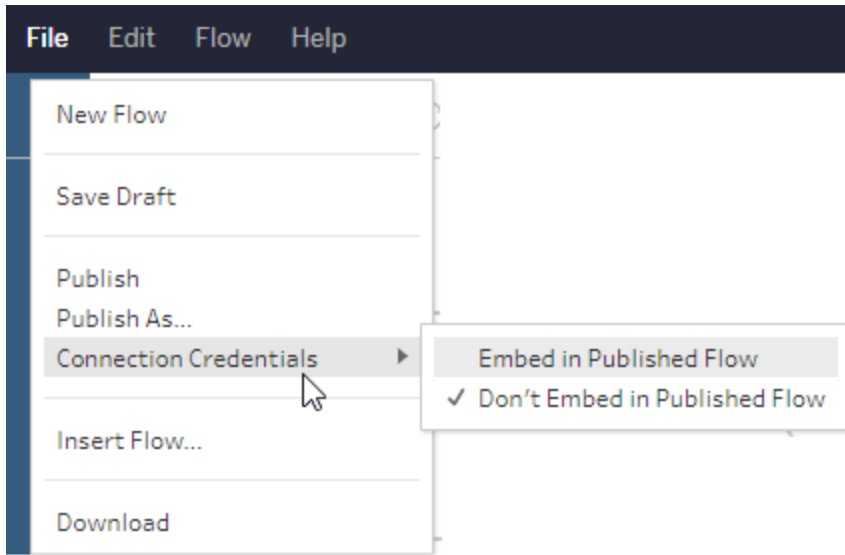 File Edit Flow Help
New Flow
Save Draft
Publish
Publish As...
Connection Credentials
Embed in Published Flow
Don't Embed in Published Flow
Insert Flow...
Download